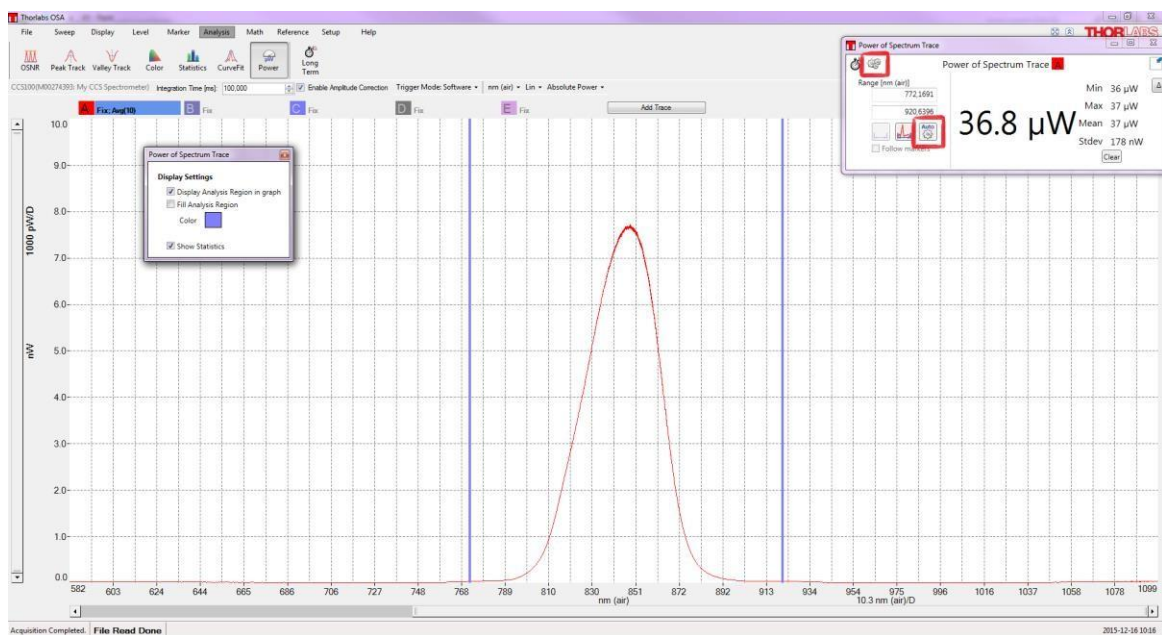 Thorlabs OSA
File Sweep Display Level Marker Analysis Math Reference Setup Help
THORLABS
OSNR Peak Track Valley Track Color Statistics CurveFit Power Long Term
CCS100(M00274393: My CCS Spectrometer) Integration Time [ms]: 100,000 Enable Amplitude Correction Trigger Mode: Software nm (air) Lin Absolute Power
A Fix; Avg(10) B Fix C Fix D Fix E Fix Add Trace
Power of Spectrum Trace
Power of Spectrum Trace A
Range [nm (air)]
772,1691
920,6396
Auto
Follow markers
36.8 µW
Min 36 µW
Max 37 µW
Mean 37 µW
Stdev 178 nW
Clear
Power of Spectrum Trace
Display Settings
Display Analysis Region in graph
Fill Analysis Region
Color
Show Statistics
10.0
9.0
8.0
7.0
6.0
5.0
4.0
3.0
2.0
1.0
0.0
1000 pW/D
nW
582 603 624 644 665 686 706 727 748 768 789 810 830 851 872 892 913 934 954 975 996 1016 1037 1058 1078 1099
nm (air) 10.3 nm (air)/D
Acquisition Completed. File Read Done 2015-12-16 10:16